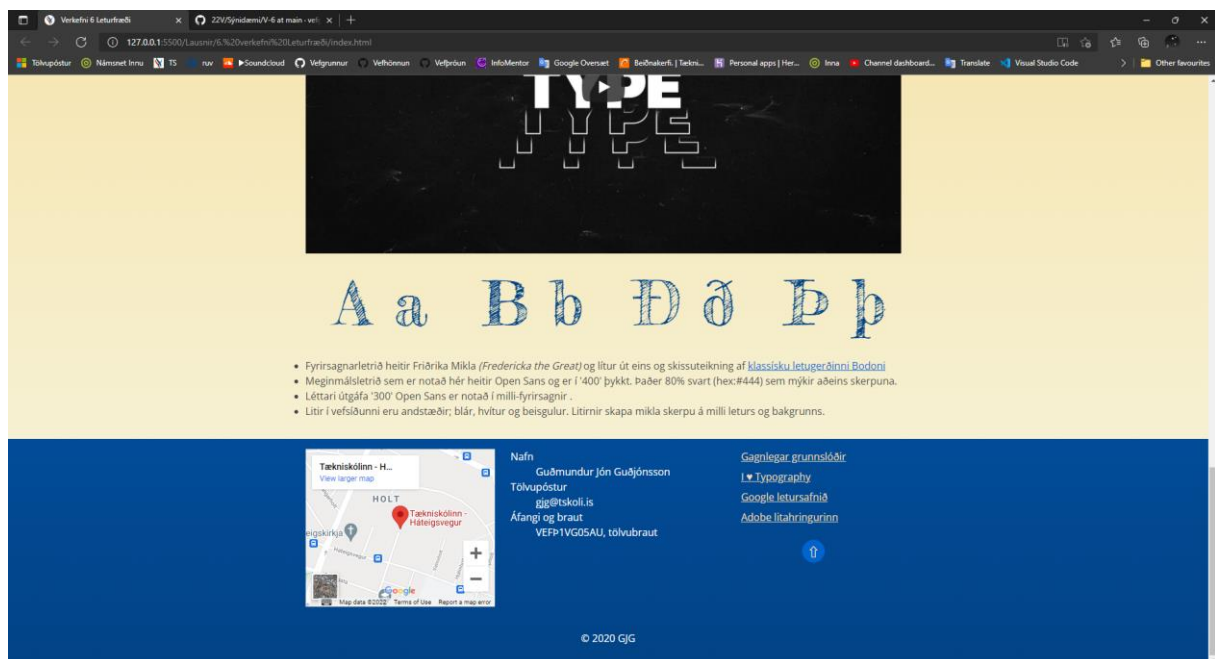 Verkefni 6 Leturfræði
22V/Sýnidæmi/V-6 at main · vef
127.0.0.1:5500/Lausnir/6.%20verkefni%20Leturfræði/index.html
Tölvupóstur Námsnet Innu TS ruv ▶Soundcloud Vefgrunnur Vefhönnun Vefþróun InfoMentor Google Overset Beiðnakerfi. | Tækni... Personal apps | Her... Inna Channel dashboard... Translate Visual Studio Code Other favourites
TYPE
TYPE
TYPE
A a B b Ð ð Þ þ
• Fyrirsagnarletrið heitir Friðrika Mikla (Fredericka the Great) og lítur út eins og skissuteikning af klassísku letugerðinni Bodoni
• Meginmálsletrið sem er notað hér heitir Open Sans og er í '400' þykkt. Þaðer 80% svart (hex:#444) sem mýkir aðeins skerpuna.
• Léttari útgáfa '300' Open Sans er notað í milli-fyrirsagnir .
• Litir í vefsíðunni eru andstæðir; blár, hvítur og beisgulur. Litirnir skapa mikla skerpu á milli leturs og bakgrunns.
Tækniskólinn - H...
View larger map
HOLT
Tækniskólinn -
Háteigsvegur
eigskirkja
Háteigsvegur
Google
Map data ©2022 Terms of Use Report a map error
Nafn
Guðmundur Jón Guðjónsson
Tölvupóstur
gjg@tskoli.is
Áfangi og braut
VEFÞ1VG05AU, tölvubraut
Gagnlegar grunnslóðir
I ♥ Typography
Google letursafnið
Adobe litahringurinn
⇧
© 2020 GJG